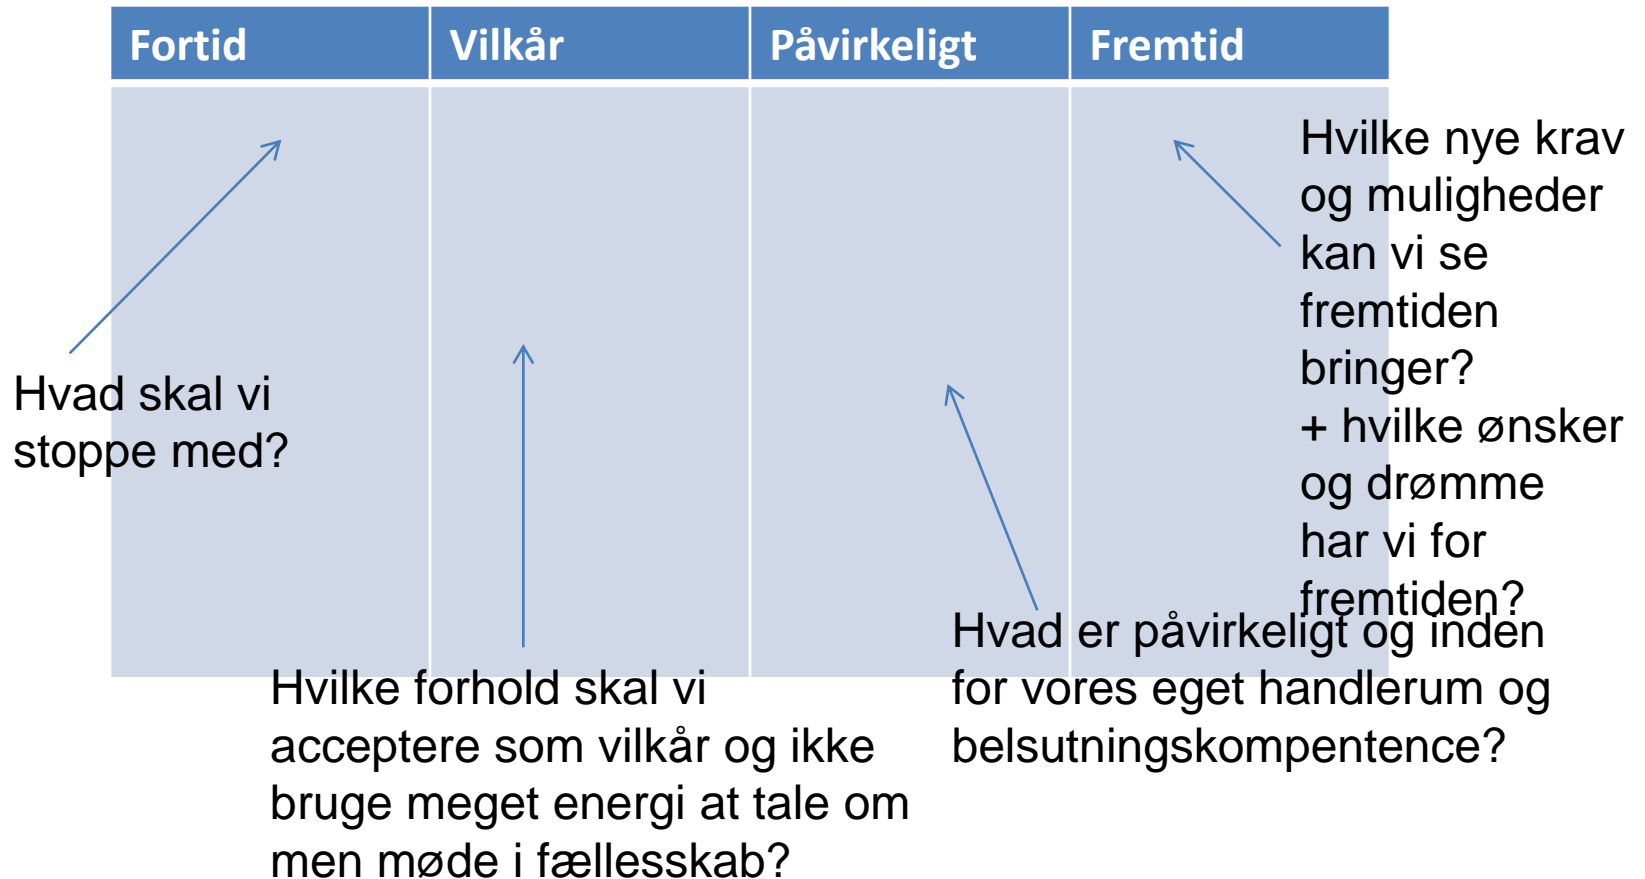 Fortid
Vilkår
Påvirkeligt
Fremtid
Hvad skal vi
stoppe med?
Hvilke forhold skal vi
acceptere som vilkår og ikke
bruge meget energi at tale om
men møde i fællesskab?
Hvad er påvirkeligt og inden
for vores eget handlerum og
belsutningskompentence?
Hvilke nye krav
og muligheder
kan vi se
fremtiden
bringer?
+ hvilke ønsker
og drømme
har vi for
fremtiden?